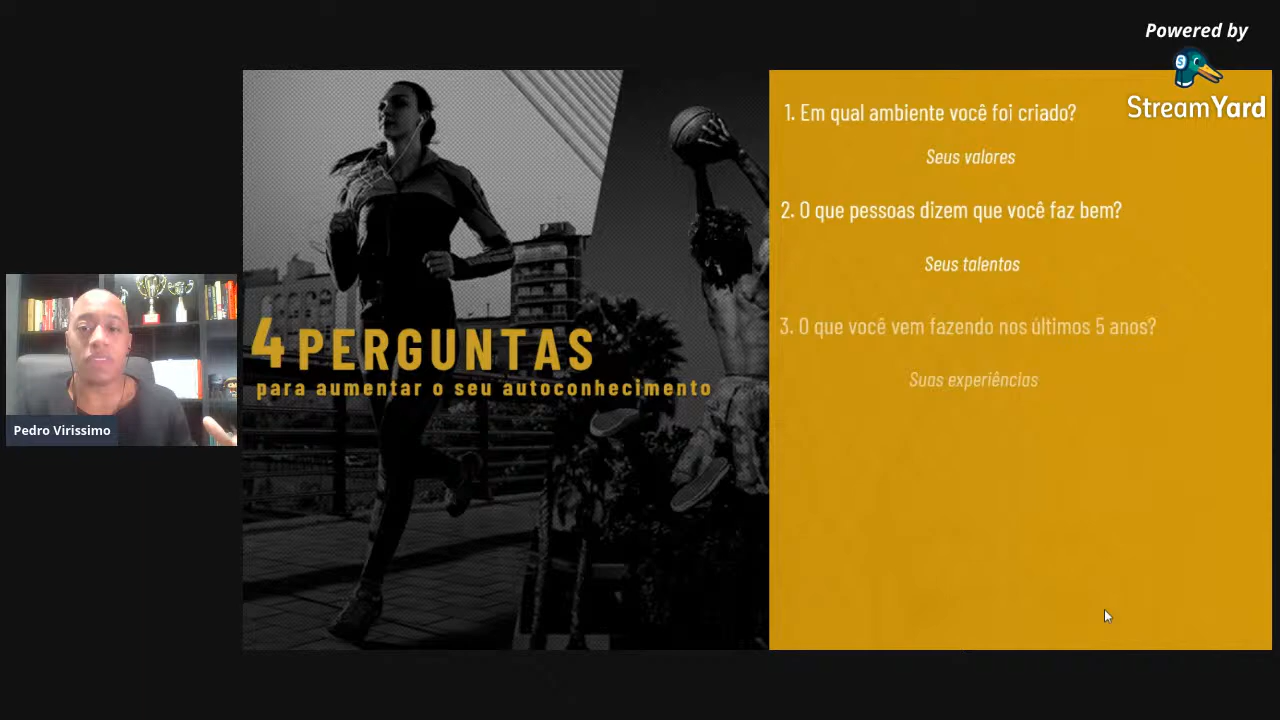 Powered by
StreamYard
Pedro Virissimo
4 PERGUNTAS
para aumentar o seu autoconhecimento
1. Em qual ambiente você foi criado?
Seus valores
2. O que pessoas dizem que você faz bem?
Seus talentos
3. O que você vem fazendo nos últimos 5 anos?
Suas experiências